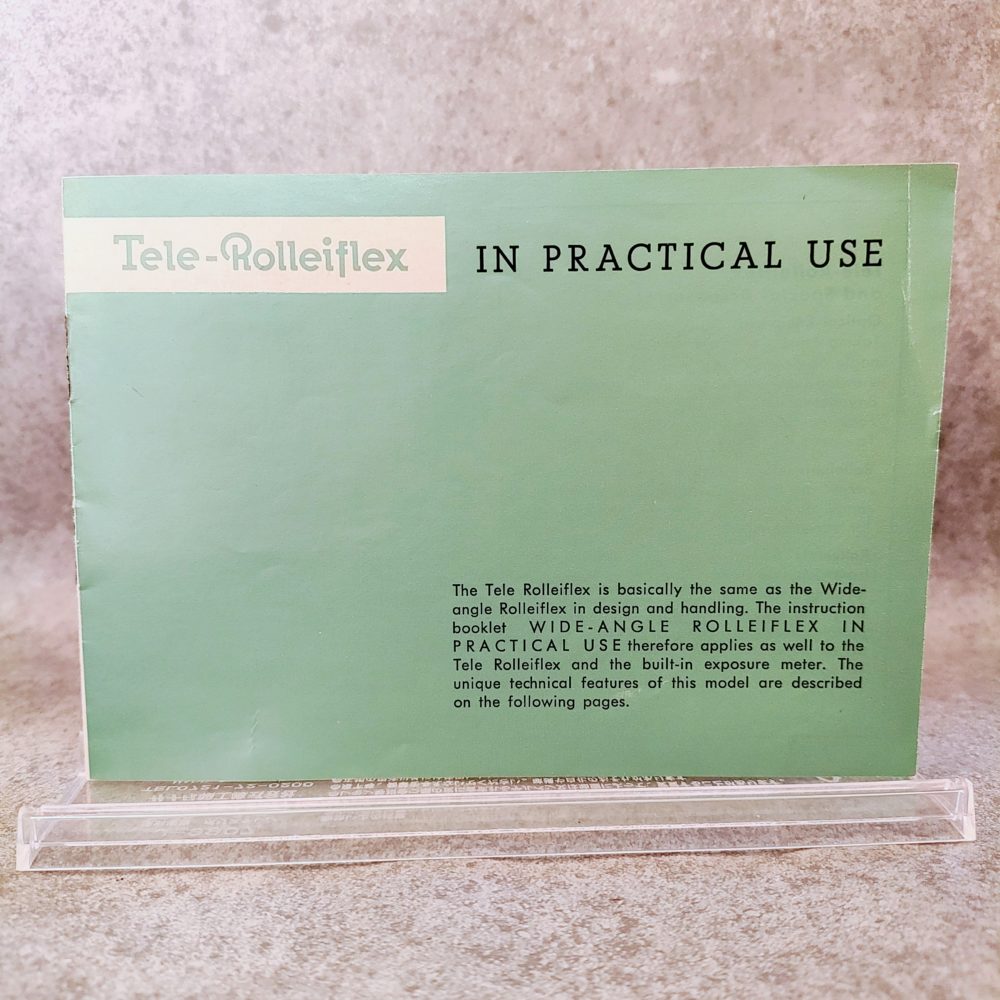 Tele-Rolleiflex IN PRACTICAL USE
The Tele Rolleiflex is basically the same as the Wide-
angle Rolleiflex in design and handling. The instruction
booklet WIDE-ANGLE ROLLEIFLEX IN
PRACTICAL USE therefore applies as well to the
Tele Rolleiflex and the built-in exposure meter. The
unique technical features of this model are described
on the following pages.